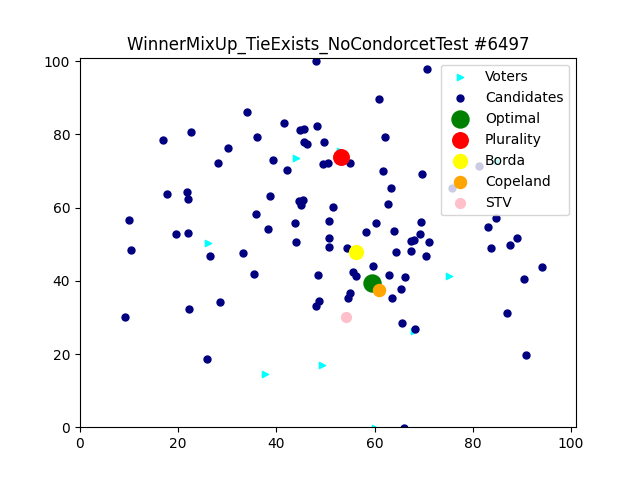 WinnerMixUp_TieExists_NoCondorcetTest #6497
100
80
60
40
20
0
0
20
40
60
80
100
Voters
Candidates
Optimal
Plurality
Borda
Copeland
STV